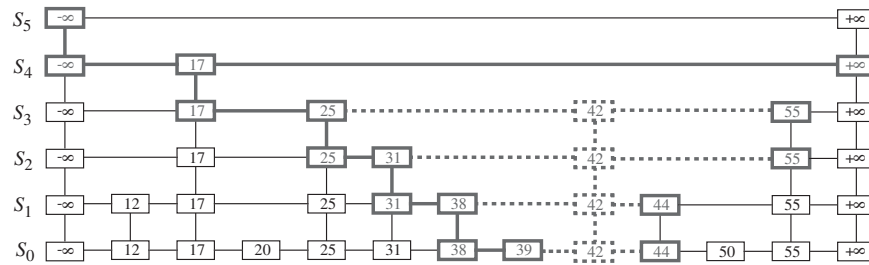 S5 -∞ +∞
S4 -∞ 17 +∞
S3 -∞ 17 25 42 55 +∞
S2 -∞ 17 25 31 42 55 +∞
S1 -∞ 12 17 25 31 38 42 44 55 +∞
S0 -∞ 12 17 20 25 31 38 39 42 44 50 55 +∞